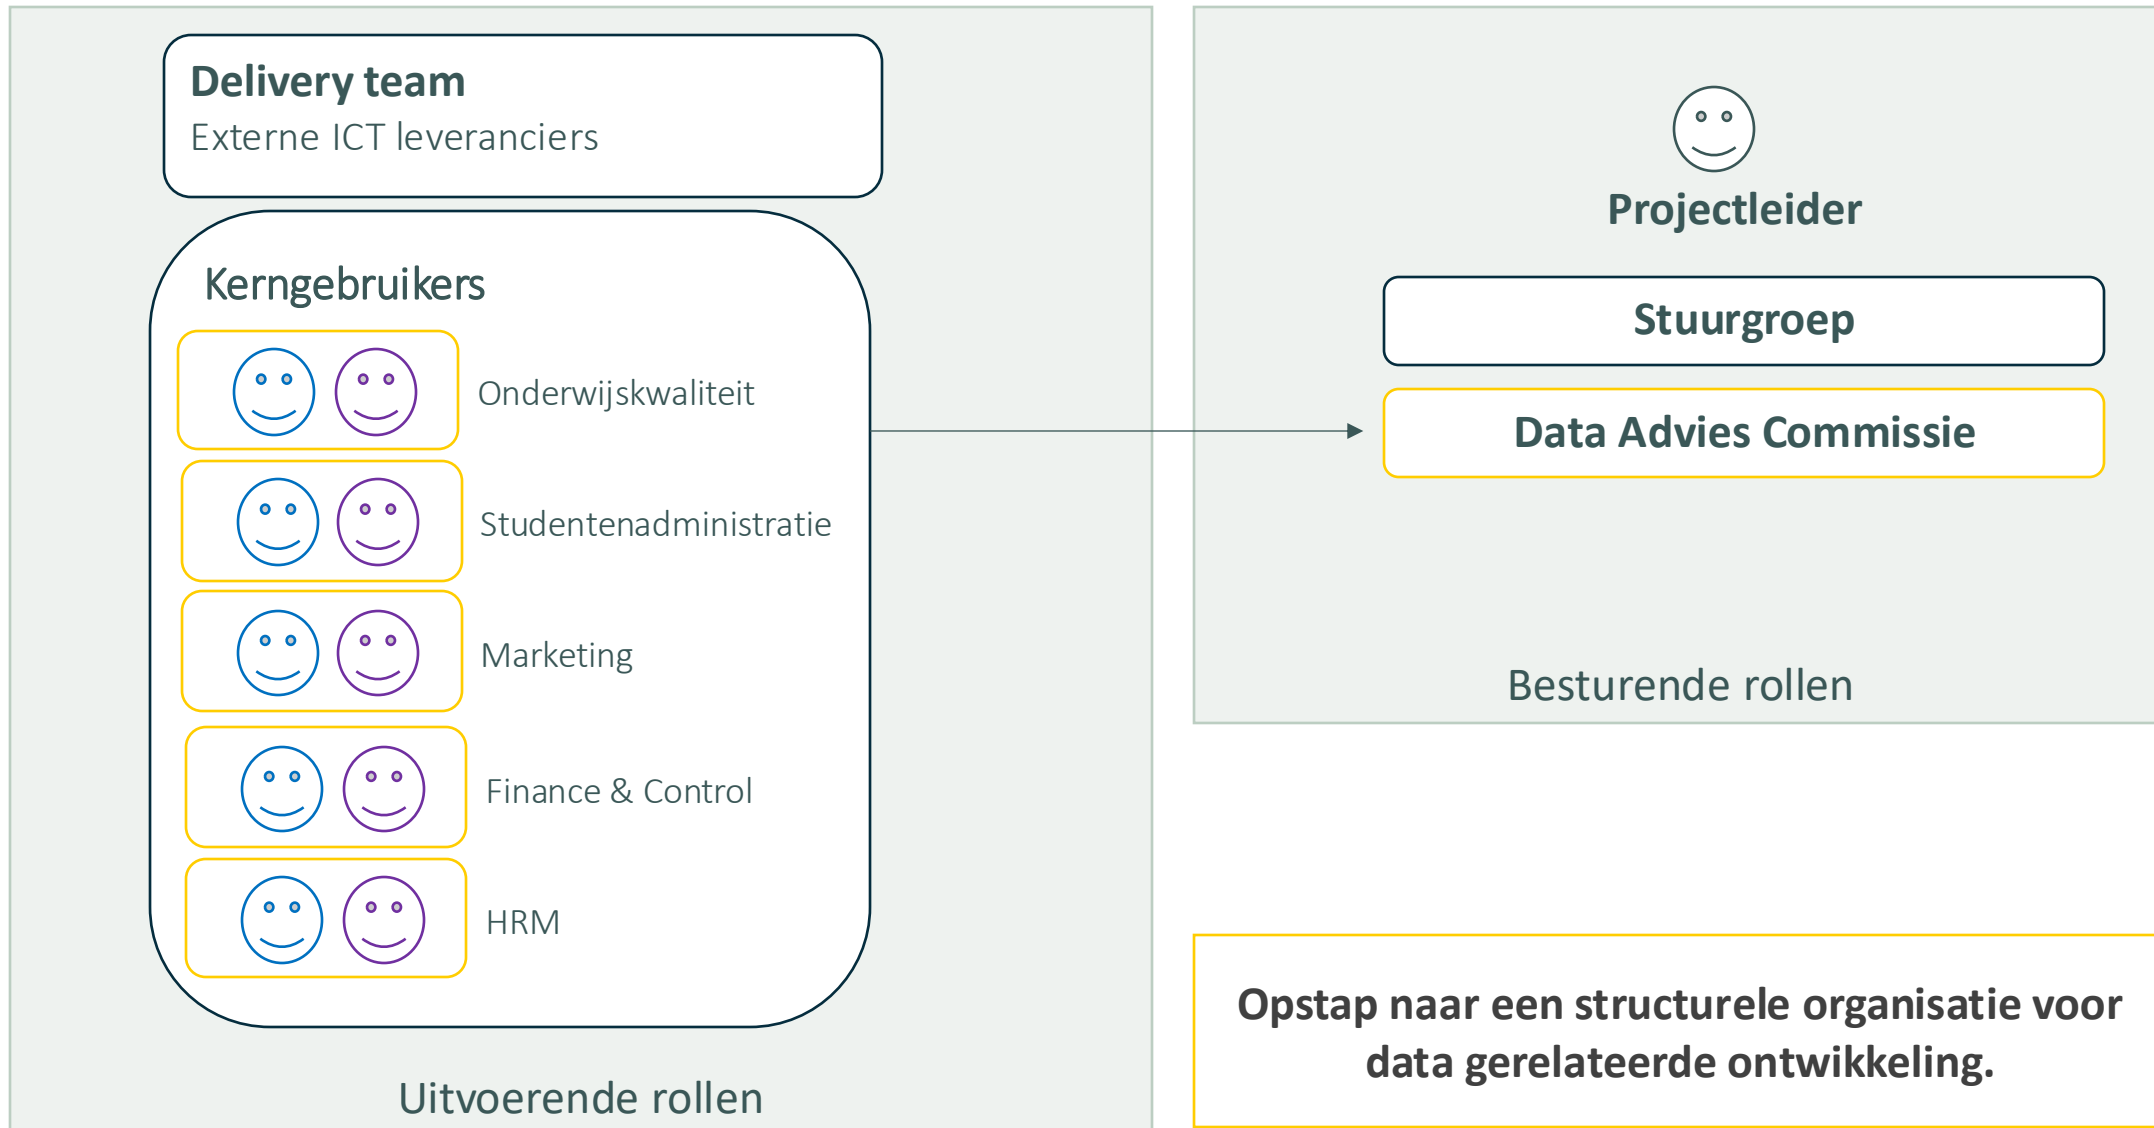 Delivery team
Externe ICT leveranciers
Kerngebruikers
Onderwijskwaliteit
Studentenadministratie
Marketing
Finance & Control
HRM
Uitvoerende rollen
Projectleider
Stuurgroep
Data Advies Commissie
Besturende rollen
Opstap naar een structurele organisatie voor
data gerelateerde ontwikkeling.